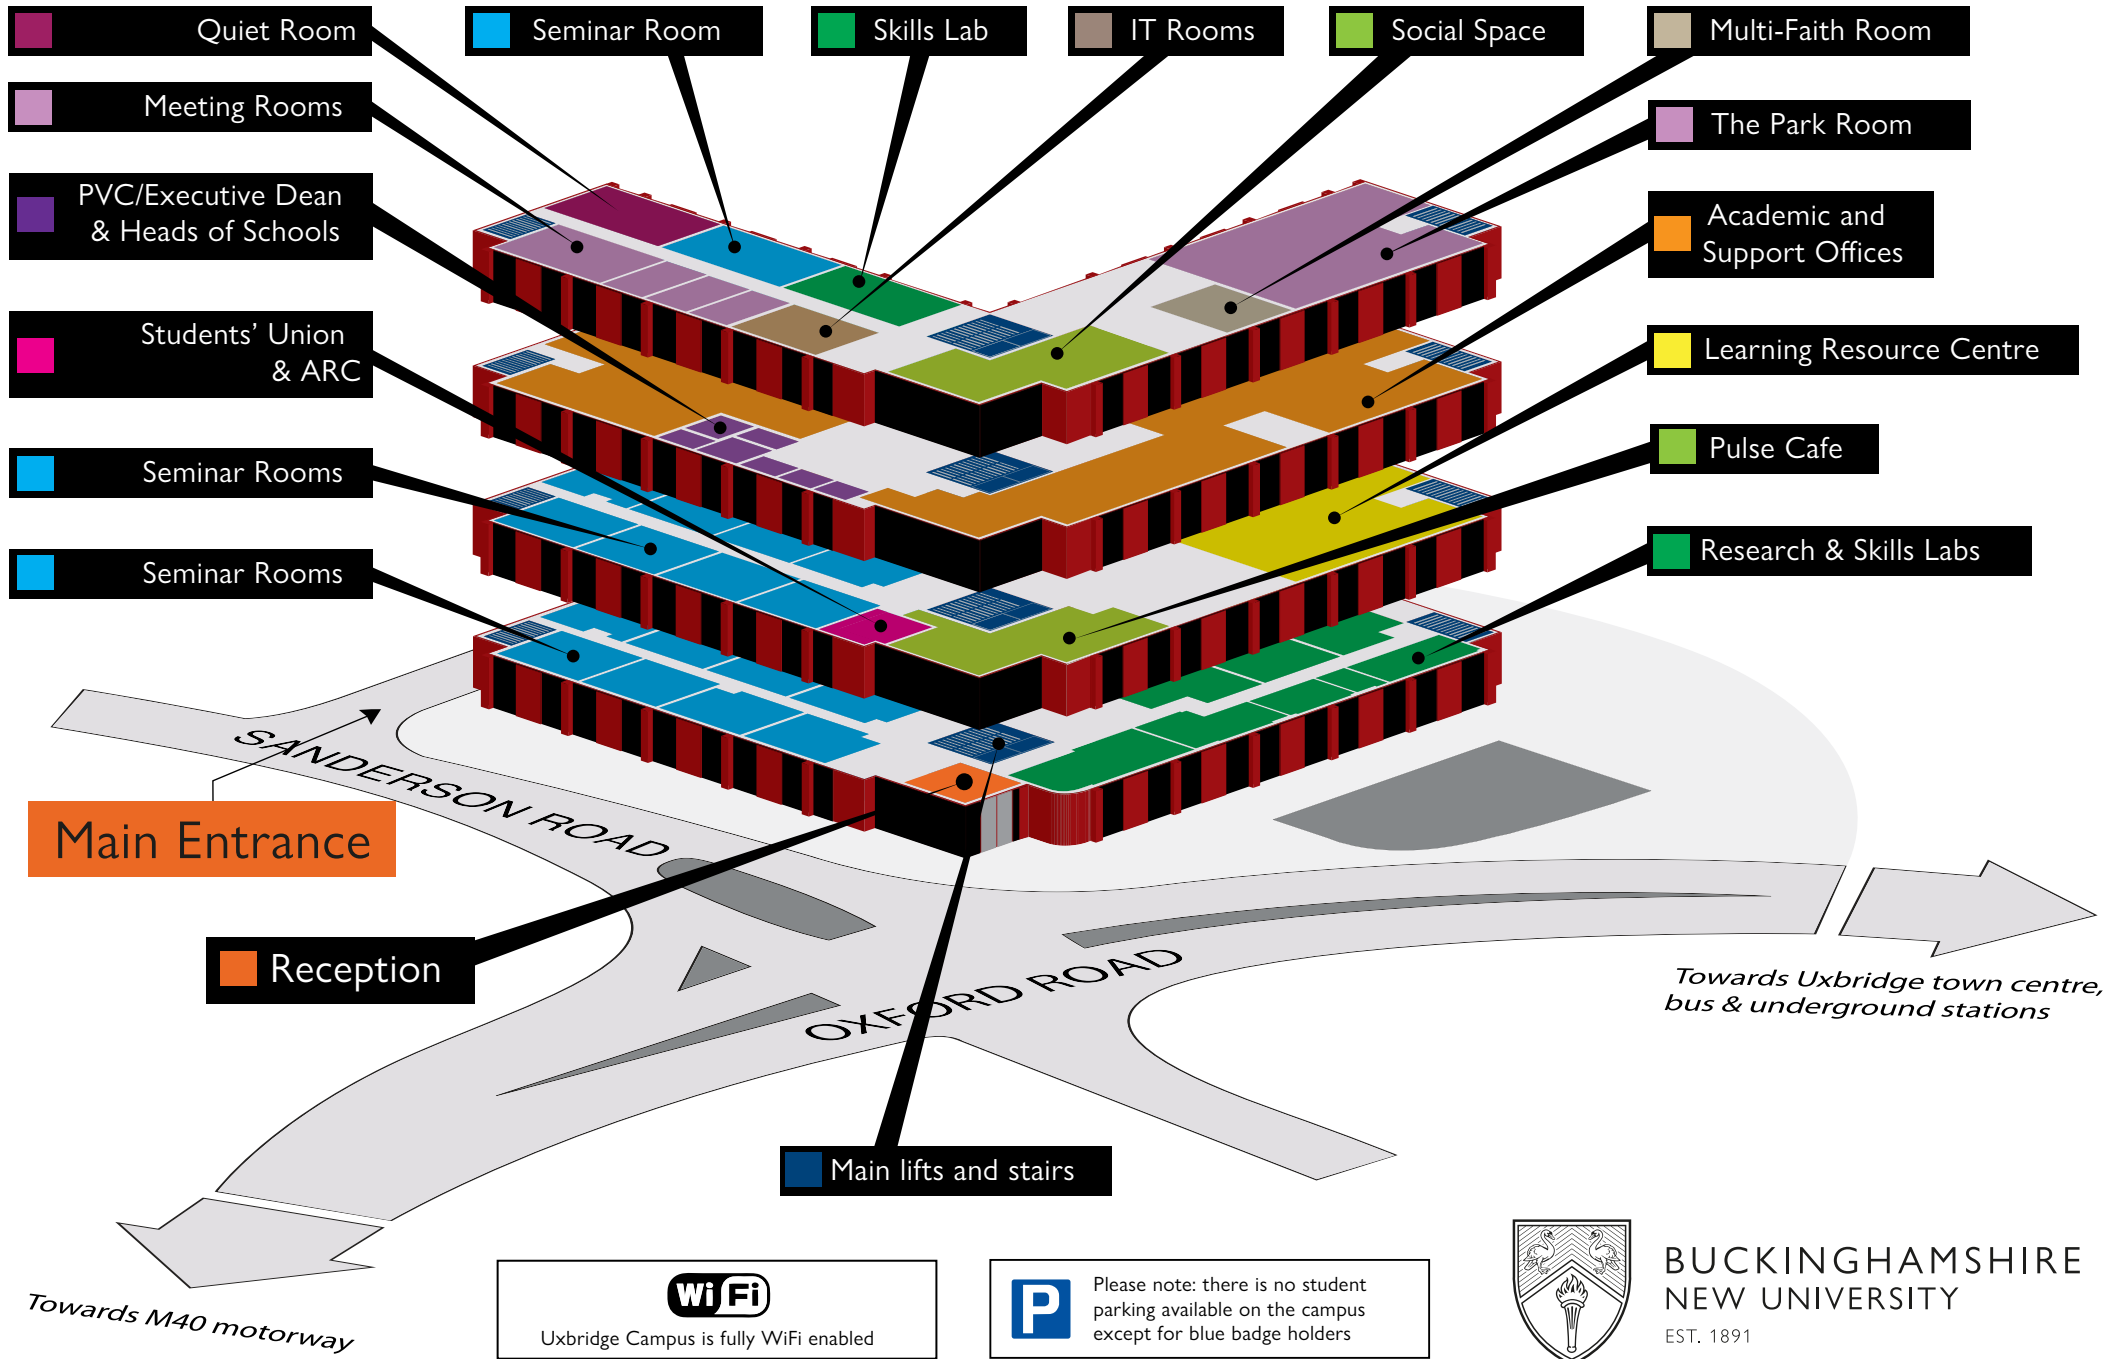 Quiet Room
Seminar Room
Skills Lab
IT Rooms
Social Space
Multi-Faith Room
Meeting Rooms
The Park Room
PVC/Executive Dean
& Heads of Schools
Academic and
Support Offices
Students’ Union
& ARC
Learning Resource Centre
Seminar Rooms
Pulse Cafe
Seminar Rooms
Research & Skills Labs
SANDERSON ROAD
Main Entrance
Reception
OXFORD ROAD
Towards Uxbridge town centre,
bus & underground stations
Main lifts and stairs
Towards M40 motorway
Wi Fi
Uxbridge Campus is fully WiFi enabled
P
Please note: there is no student
parking available on the campus
except for blue badge holders
BUCKINGHAMSHIRE
NEW UNIVERSITY
EST. 1891